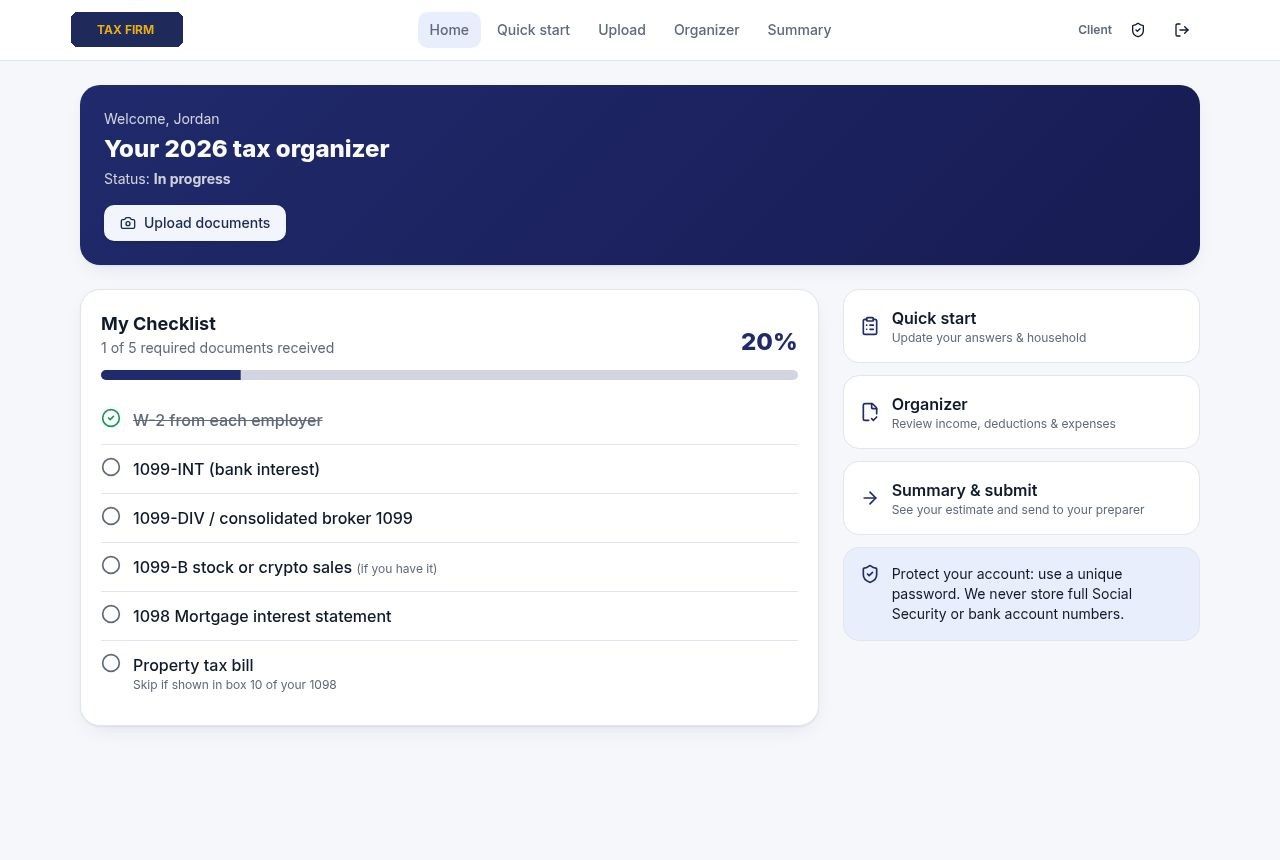 TAX FIRM
Home
Quick start
Upload
Organizer
Summary
Client
Welcome, Jordan
Your 2026 tax organizer
Status: In progress
Upload documents
My Checklist
1 of 5 required documents received
20%
W-2 from each employer
1099-INT (bank interest)
1099-DIV / consolidated broker 1099
1099-B stock or crypto sales (if you have it)
1098 Mortgage interest statement
Property tax bill
Skip if shown in box 10 of your 1098
Quick start
Update your answers & household
Organizer
Review income, deductions & expenses
Summary & submit
See your estimate and send to your preparer
Protect your account: use a unique
password. We never store full Social
Security or bank account numbers.